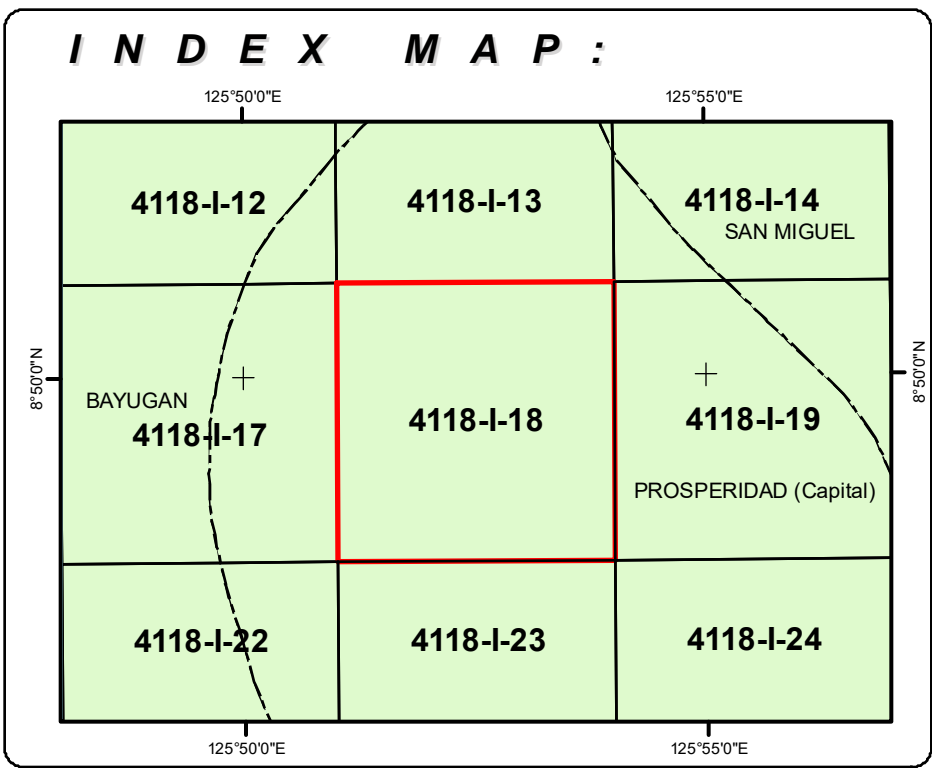 INDEX MAP:
125°50'0"E 125°55'0"E
4118-I-12 4118-I-13 4118-I-14
SAN MIGUEL
8°50'0"N 8°50'0"N
BAYUGAN
4118-I-17 4118-I-18 4118-I-19
PROSPERIDAD (Capital)
4118-I-22 4118-I-23 4118-I-24
125°50'0"E 125°55'0"E